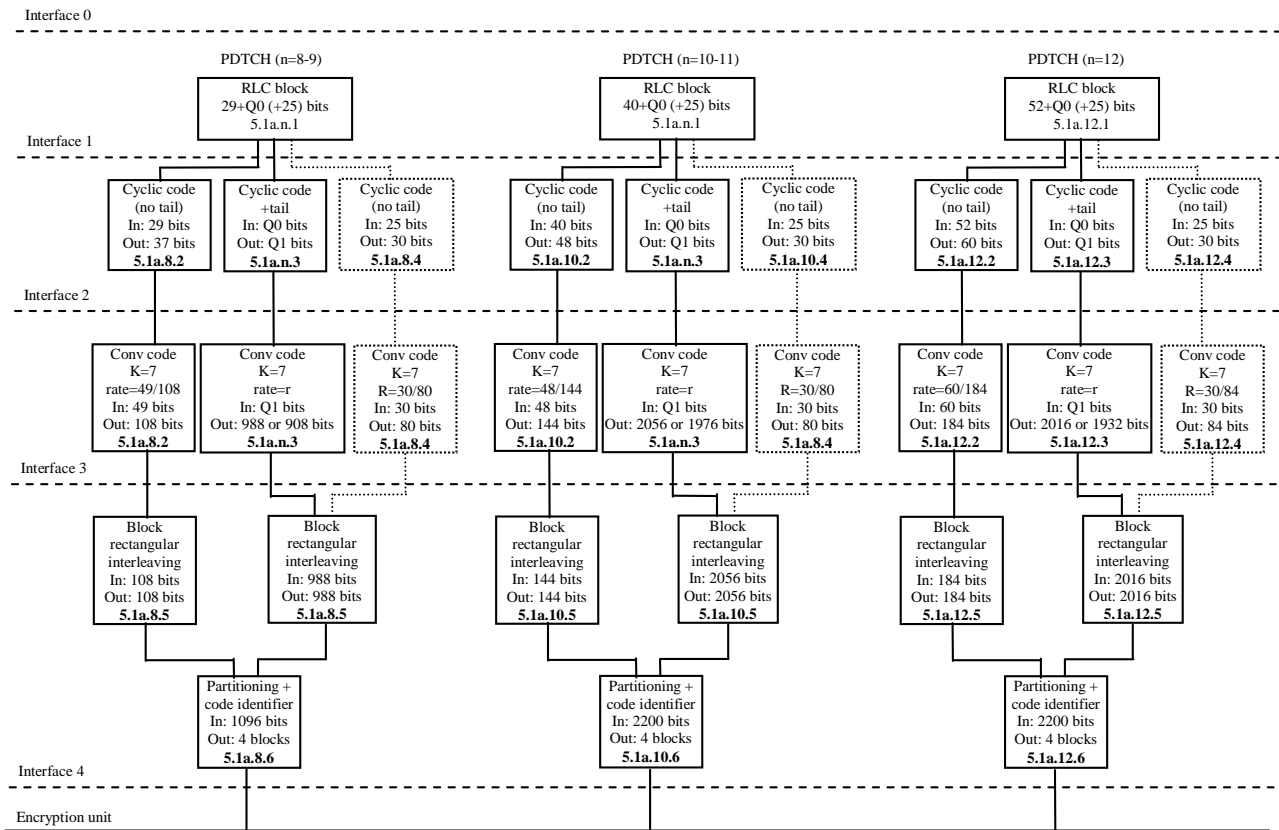 Interface 0
PDTCH (n=8-9)
PDTCH (n=10-11)
PDTCH (n=12)
RLC block
29+Q0 (+25) bits
5.1a.n.1
RLC block
40+Q0 (+25) bits
5.1a.n.1
RLC block
52+Q0 (+25) bits
5.1a.12.1
Interface 1
Cyclic code
(no tail)
In: 29 bits
Out: 37 bits
5.1a.8.2
Cyclic code
+tail
In: Q0 bits
Out: Q1 bits
5.1a.n.3
Cyclic code
(no tail)
In: 25 bits
Out: 30 bits
5.1a.8.4
Cyclic code
(no tail)
In: 40 bits
Out: 48 bits
5.1a.10.2
Cyclic code
+tail
In: Q0 bits
Out: Q1 bits
5.1a.n.3
Cyclic code
(no tail)
In: 25 bits
Out: 30 bits
5.1a.10.4
Cyclic code
(no tail)
In: 52 bits
Out: 60 bits
5.1a.12.2
Cyclic code
+tail
In: Q0 bits
Out: Q1 bits
5.1a.12.3
Cyclic code
(no tail)
In: 25 bits
Out: 30 bits
5.1a.12.4
Interface 2
Conv code
K=7
rate=49/108
In: 49 bits
Out: 108 bits
5.1a.8.2
Conv code
K=7
rate=r
In: Q1 bits
Out: 988 or 908 bits
5.1a.n.3
Conv code
K=7
R=30/80
In: 30 bits
Out: 80 bits
5.1a.8.4
Conv code
K=7
rate=48/144
In: 48 bits
Out: 144 bits
5.1a.10.2
Conv code
K=7
rate=r
In: Q1 bits
Out: 2056 or 1976 bits
5.1a.n.3
Conv code
K=7
R=30/80
In: 30 bits
Out: 80 bits
5.1a.8.4
Conv code
K=7
rate=60/184
In: 60 bits
Out: 184 bits
5.1a.12.2
Conv code
K=7
rate=r
In: Q1 bits
Out: 2016 or 1932 bits
5.1a.12.3
Conv code
K=7
R=30/84
In: 30 bits
Out: 84 bits
5.1a.12.4
Interface 3
Block
rectangular
interleaving
In: 108 bits
Out: 108 bits
5.1a.8.5
Block
rectangular
interleaving
In: 988 bits
Out: 988 bits
5.1a.8.5
Block
rectangular
interleaving
In: 144 bits
Out: 144 bits
5.1a.10.5
Block
rectangular
interleaving
In: 2056 bits
Out: 2056 bits
5.1a.10.5
Block
rectangular
interleaving
In: 184 bits
Out: 184 bits
5.1a.12.5
Block
rectangular
interleaving
In: 2016 bits
Out: 2016 bits
5.1a.12.5
Partitioning +
code identifier
In: 1096 bits
Out: 4 blocks
5.1a.8.6
Partitioning +
code identifier
In: 2200 bits
Out: 4 blocks
5.1a.10.6
Partitioning +
code identifier
In: 2200 bits
Out: 4 blocks
5.1a.12.6
Interface 4
Encryption unit